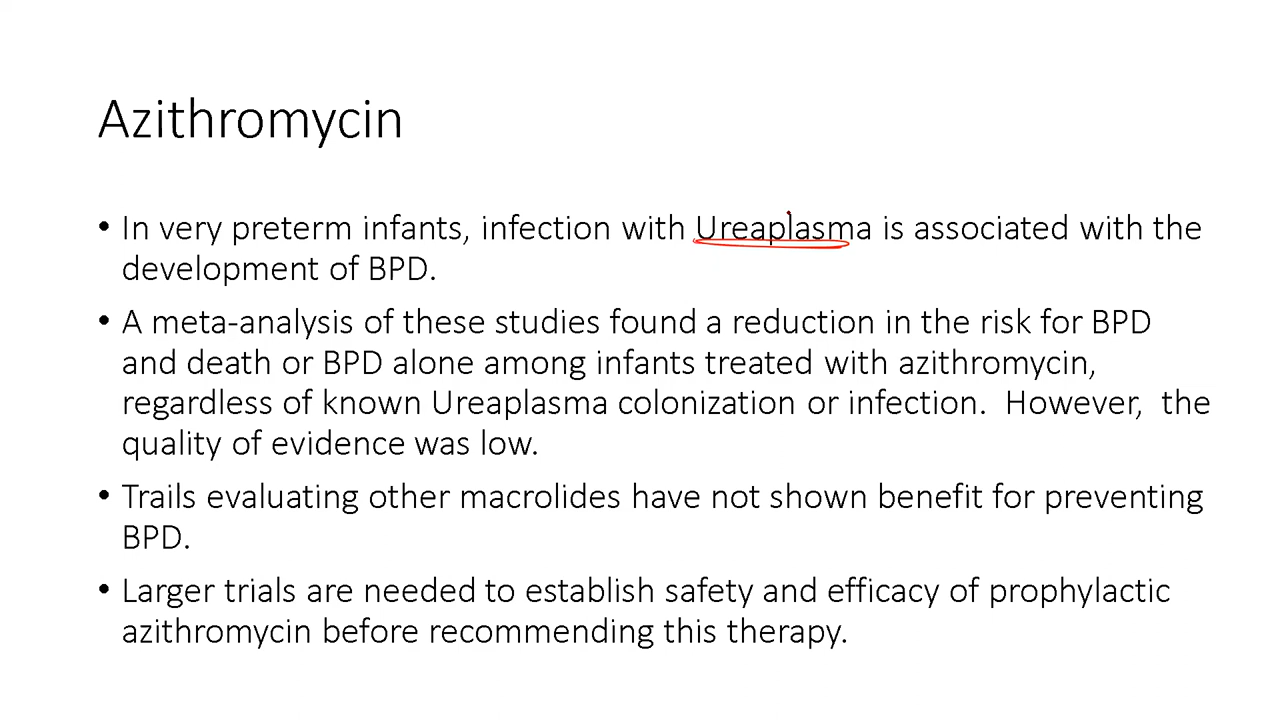 Azithromycin
• In very preterm infants, infection with Ureaplasma is associated with the
development of BPD.
• A meta-analysis of these studies found a reduction in the risk for BPD
and death or BPD alone among infants treated with azithromycin,
regardless of known Ureaplasma colonization or infection.  However,  the
quality of evidence was low.
• Trails evaluating other macrolides have not shown benefit for preventing
BPD.
• Larger trials are needed to establish safety and efficacy of prophylactic
azithromycin before recommending this therapy.